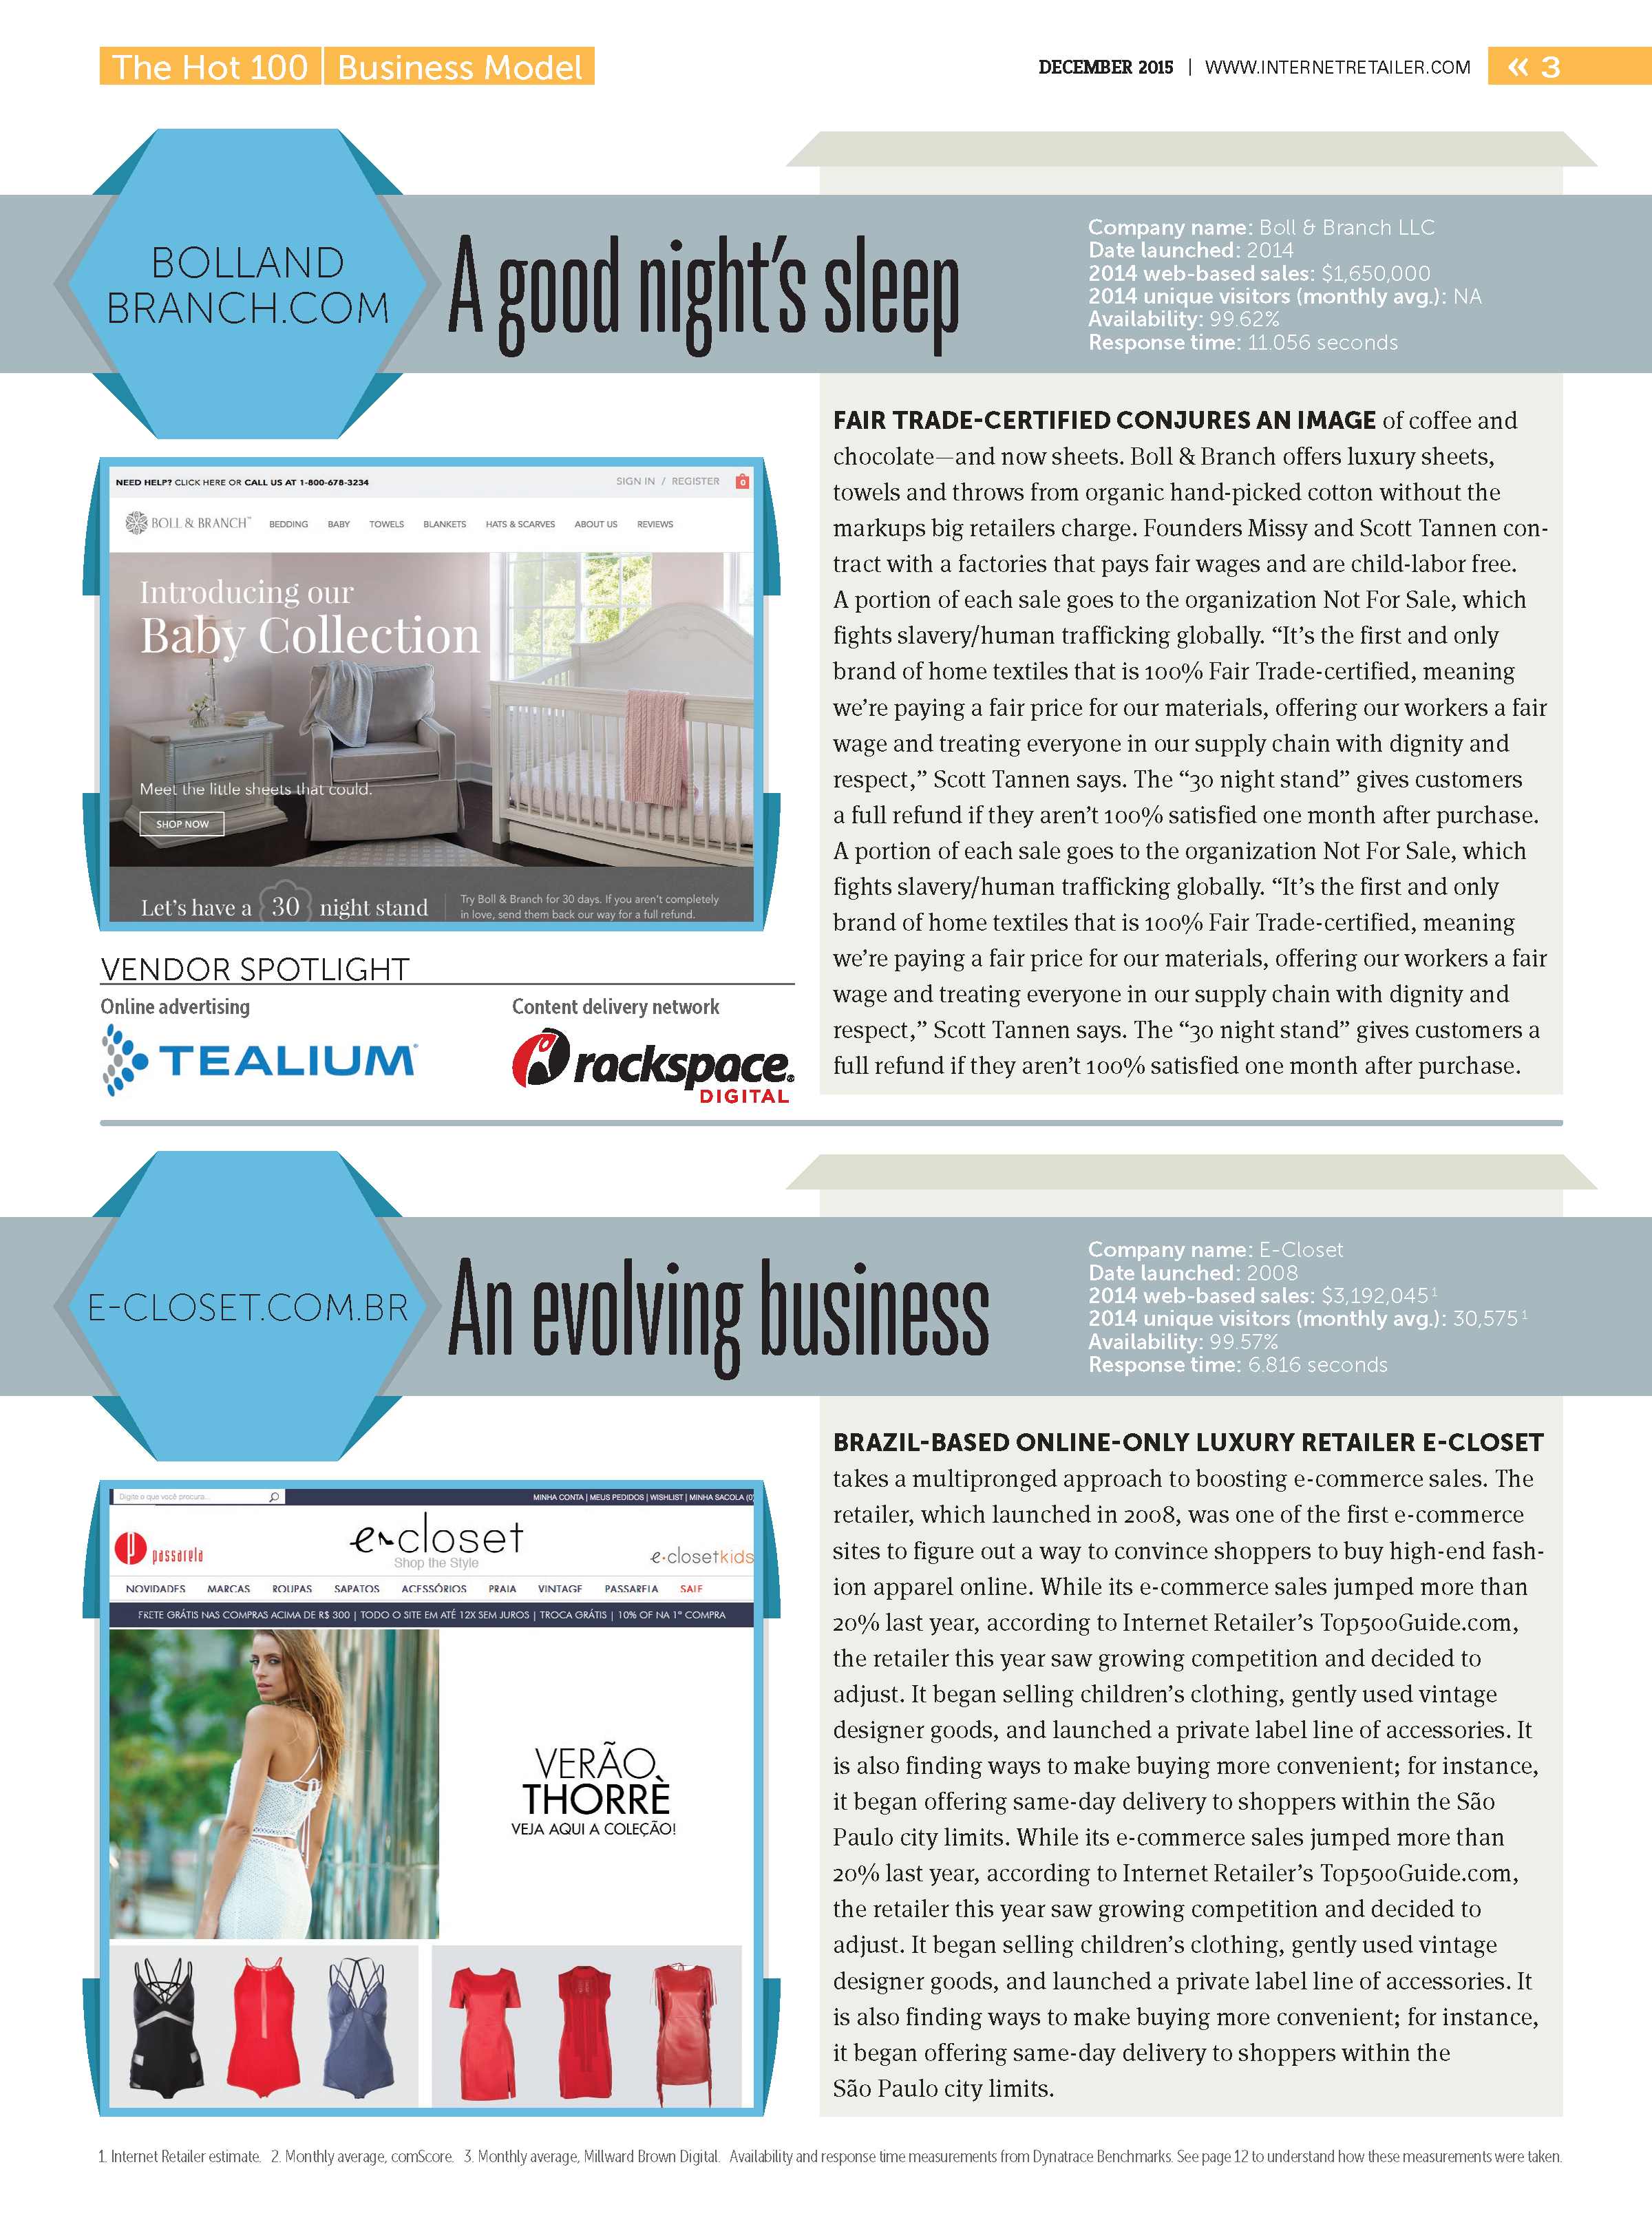 The Hot 100 | Business Model
DECEMBER 2015 | WWW.INTERNETRETAILER.COM
« 3
BOLLAND
BRANCH.COM
A good night's sleep
Company name: Boll & Branch LLC
Date launched: 2014
2014 web-based sales: $1,650,000
2014 unique visitors (monthly avg.): NA
Availability: 99.62%
Response time: 11.056 seconds
NEED HELP? CLICK HERE OR CALL US AT 1-800-678-3234
SIGN IN / REGISTER
0
BOLL & BRANCH™
BEDDING BABY TOWELS BLANKETS HATS & SCARVES ABOUT US REVIEWS
Introducing our
Baby Collection
Meet the little sheets that could.
SHOP NOW
Let's have a 30 night stand
Try Boll & Branch for 30 days. If you aren't completely
in love, send them back our way for a full refund.
VENDOR SPOTLIGHT
Online advertising
TEALIUM
Content delivery network
rackspace.
DIGITAL
FAIR TRADE-CERTIFIED CONJURES AN IMAGE of coffee and
chocolate—and now sheets. Boll & Branch offers luxury sheets,
towels and throws from organic hand-picked cotton without the
markups big retailers charge. Founders Missy and Scott Tannen con-
tract with a factories that pays fair wages and are child-labor free.
A portion of each sale goes to the organization Not For Sale, which
fights slavery/human trafficking globally. “It’s the first and only
brand of home textiles that is 100% Fair Trade-certified, meaning
we’re paying a fair price for our materials, offering our workers a fair
wage and treating everyone in our supply chain with dignity and
respect,” Scott Tannen says. The “30 night stand” gives customers
a full refund if they aren’t 100% satisfied one month after purchase.
A portion of each sale goes to the organization Not For Sale, which
fights slavery/human trafficking globally. “It’s the first and only
brand of home textiles that is 100% Fair Trade-certified, meaning
we’re paying a fair price for our materials, offering our workers a fair
wage and treating everyone in our supply chain with dignity and
respect,” Scott Tannen says. The “30 night stand” gives customers a
full refund if they aren’t 100% satisfied one month after purchase.
E-CLOSET.COM.BR
An evolving business
Company name: E-Closet
Date launched: 2008
2014 web-based sales: $3,192,045¹
2014 unique visitors (monthly avg.): 30,575¹
Availability: 99.57%
Response time: 6.816 seconds
Digite o que você procura...
MINHA CONTA | MEUS PEDIDOS | WISHLIST | MINHA SACOLA (0)
passarela
e-closet
Shop the Style
e-closetkids
NOVIDADES MARCAS ROUPAS SAPATOS ACESSÓRIOS PRAIA VINTAGE PASSARELA SALE
FRETE GRÁTIS NAS COMPRAS ACIMA DE R$ 300 | TODO O SITE EM ATÉ 12X SEM JUROS | TROCA GRÁTIS | 10% OF NA 1ª COMPRA
VERÃO
THORRÈ
VEJA AQUI A COLEÇÃO!
BRAZIL-BASED ONLINE-ONLY LUXURY RETAILER E-CLOSET
takes a multipronged approach to boosting e-commerce sales. The
retailer, which launched in 2008, was one of the first e-commerce
sites to figure out a way to convince shoppers to buy high-end fash-
ion apparel online. While its e-commerce sales jumped more than
20% last year, according to Internet Retailer’s Top500Guide.com,
the retailer this year saw growing competition and decided to
adjust. It began selling children’s clothing, gently used vintage
designer goods, and launched a private label line of accessories. It
is also finding ways to make buying more convenient; for instance,
it began offering same-day delivery to shoppers within the São
Paulo city limits. While its e-commerce sales jumped more than
20% last year, according to Internet Retailer’s Top500Guide.com,
the retailer this year saw growing competition and decided to
adjust. It began selling children’s clothing, gently used vintage
designer goods, and launched a private label line of accessories. It
is also finding ways to make buying more convenient; for instance,
it began offering same-day delivery to shoppers within the
São Paulo city limits.
1. Internet Retailer estimate. 2. Monthly average, comScore. 3. Monthly average, Millward Brown Digital. Availability and response time measurements from Dynatrace Benchmarks. See page 12 to understand how these measurements were taken.